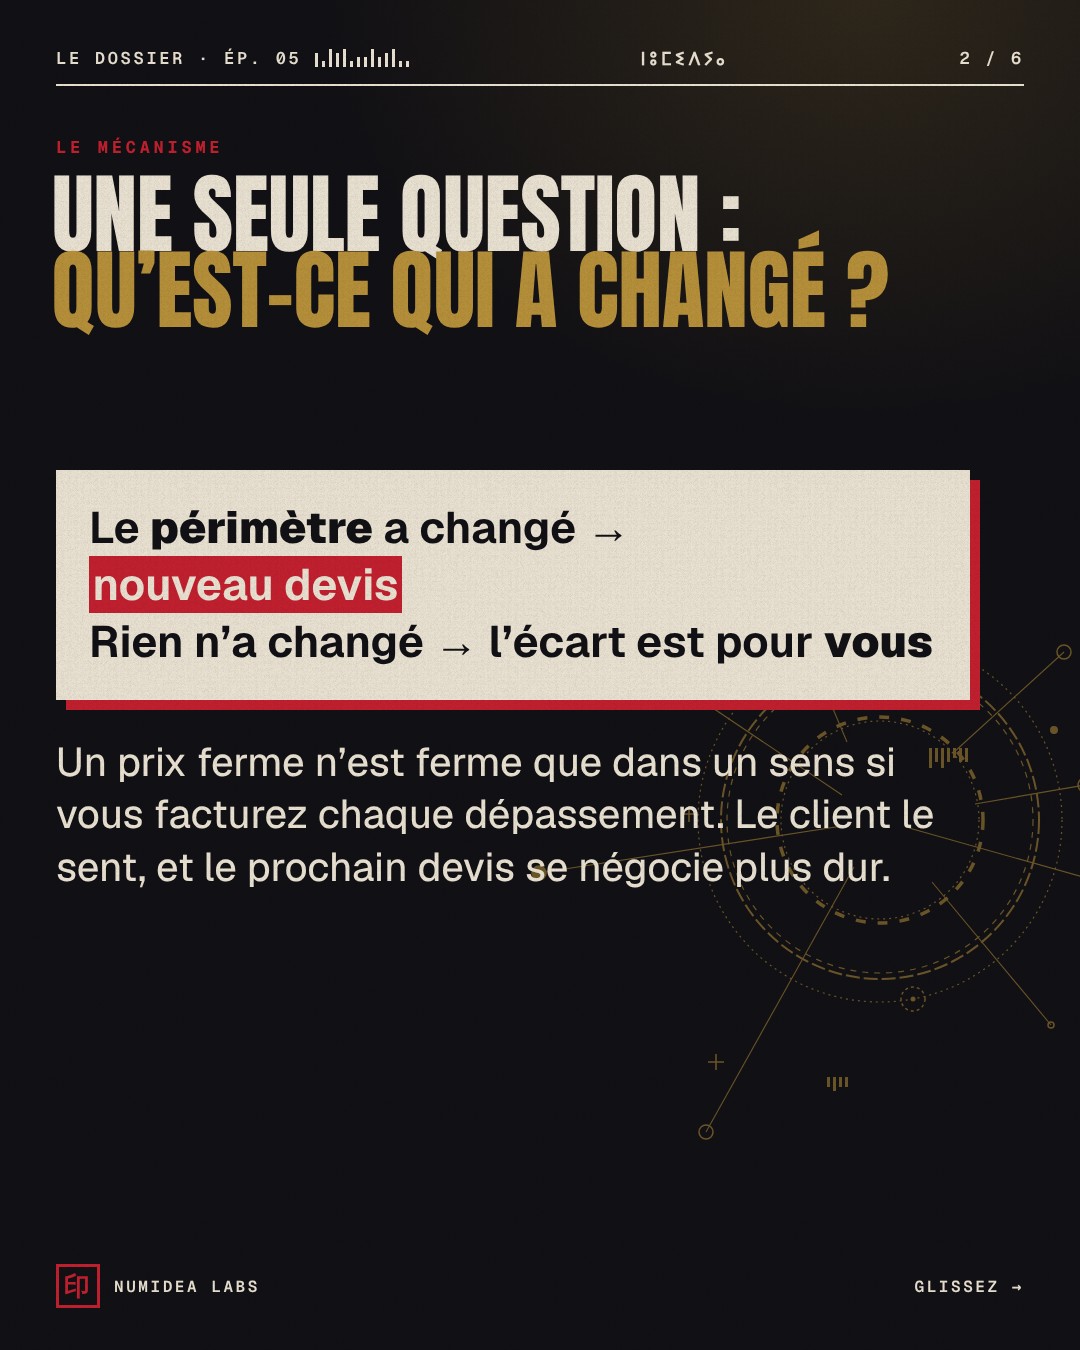 LE DOSSIER · ÉP. 05
ⵏⵓⵎⵉⴷⵢⴰ
2 / 6
LE MÉCANISME
UNE SEULE QUESTION :
QU’EST-CE QUI A CHANGÉ ?
Le périmètre a changé →
nouveau devis
Rien n’a changé → l’écart est pour vous
Un prix ferme n’est ferme que dans un sens si
vous facturez chaque dépassement. Le client le
sent, et le prochain devis se négocie plus dur.
印
NUMIDEA LABS
GLISSEZ →